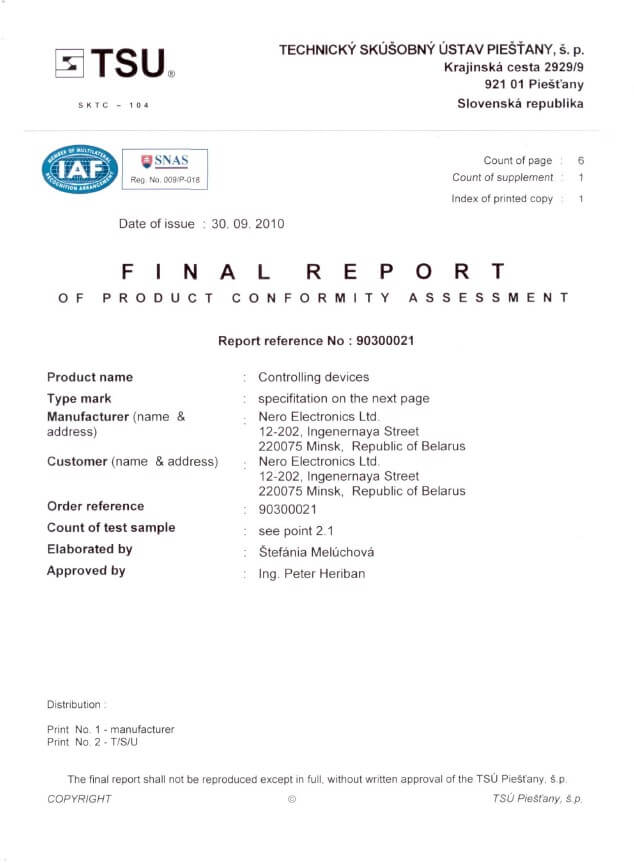 TSU®
SKTC – 104
TECHNICKÝ SKÚŠOBNÝ ÚSTAV PIEŠŤANY, š. p.
Krajinská cesta 2929/9
921 01 Piešťany
Slovenská republika
MEMBER OF MULTILATERAL
IAF
RECOGNITION ARRANGEMENT
SNAS
Reg. No. 009/P-018
Count of page : 6
Count of supplement : 1
Index of printed copy : 1
Date of issue : 30. 09. 2010
FINAL REPORT
OF PRODUCT CONFORMITY ASSESSMENT
Report reference No : 90300021
Product name : Controlling devices
Type mark : specifitation on the next page
Manufacturer (name & address) : Nero Electronics Ltd.
12-202, Ingenernaya Street
220075 Minsk, Republic of Belarus
Customer (name & address) : Nero Electronics Ltd.
12-202, Ingenernaya Street
220075 Minsk, Republic of Belarus
Order reference : 90300021
Count of test sample : see point 2.1
Elaborated by : Štefánia Melúchová
Approved by : Ing. Peter Heriban
Distribution :
Print No. 1 - manufacturer
Print No. 2 - T/S/U
The final report shall not be reproduced except in full, without written approval of the TSÚ Piešťany, š.p.
COPYRIGHT © TSÚ Piešťany, š.p.